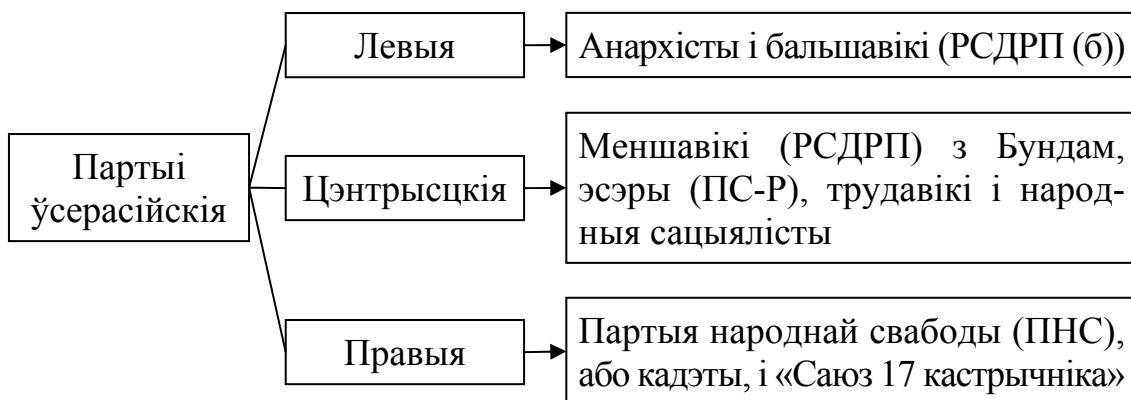 Левыя
Анархісты і бальшавікі (РСДРП (б))
Партыі
ўсерасійскія
Цэнтрысцкія
Меншавікі (РСДРП) з Бундам,
эсэры (ПС-Р), трудавікі і народ-
ныя сацыялісты
Правыя
Партыя народнай свабоды (ПНС),
або кадэты, і «Саюз 17 кастрычніка»